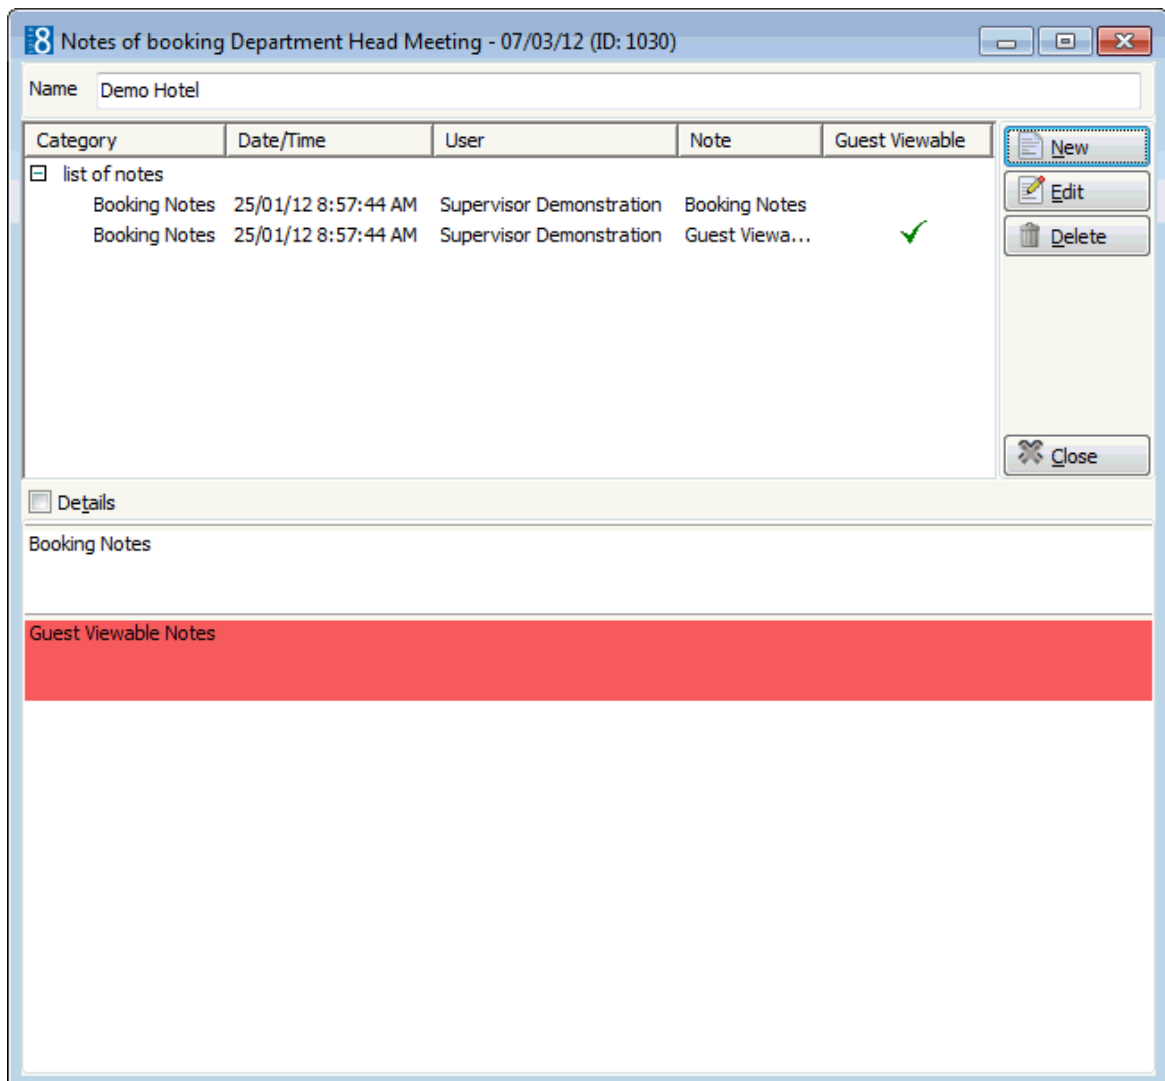 8 Notes of booking Department Head Meeting - 07/03/12 (ID: 1030)
Name Demo Hotel
Category Date/Time User Note Guest Viewable
New
list of notes
Edit
Booking Notes 25/01/12 8:57:44 AM Supervisor Demonstration Booking Notes
Booking Notes 25/01/12 8:57:44 AM Supervisor Demonstration Guest Viewa...
Delete
Close
Details
Booking Notes
Guest Viewable Notes